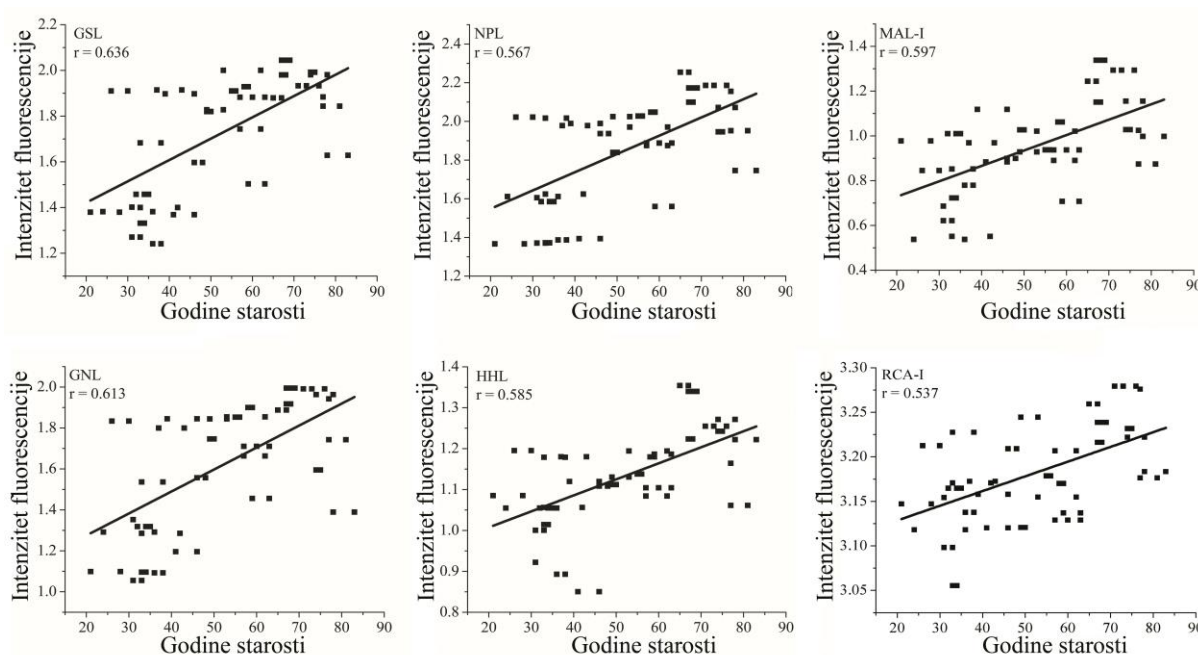 GSL
r = 0.636
Intenzitet fluorescencije
2.2
2.0
1.8
1.6
1.4
1.2
20 30 40 50 60 70 80 90
Godine starosti
NPL
r = 0.567
Intenzitet fluorescencije
2.4
2.2
2.0
1.8
1.6
1.4
1.2
20 30 40 50 60 70 80 90
Godine starosti
MAL-I
r = 0.597
Intenzitet fluorescencije
1.4
1.2
1.0
0.8
0.6
0.4
20 30 40 50 60 70 80 90
Godine starosti
GNL
r = 0.613
Intenzitet fluorescencije
2.0
1.8
1.6
1.4
1.2
1.0
20 30 40 50 60 70 80 90
Godine starosti
HHL
r = 0.585
Intenzitet fluorescencije
1.4
1.3
1.2
1.1
1.0
0.9
0.8
20 30 40 50 60 70 80 90
Godine starosti
RCA-I
r = 0.537
Intenzitet fluorescencije
3.30
3.25
3.20
3.15
3.10
3.05
20 30 40 50 60 70 80 90
Godine starosti